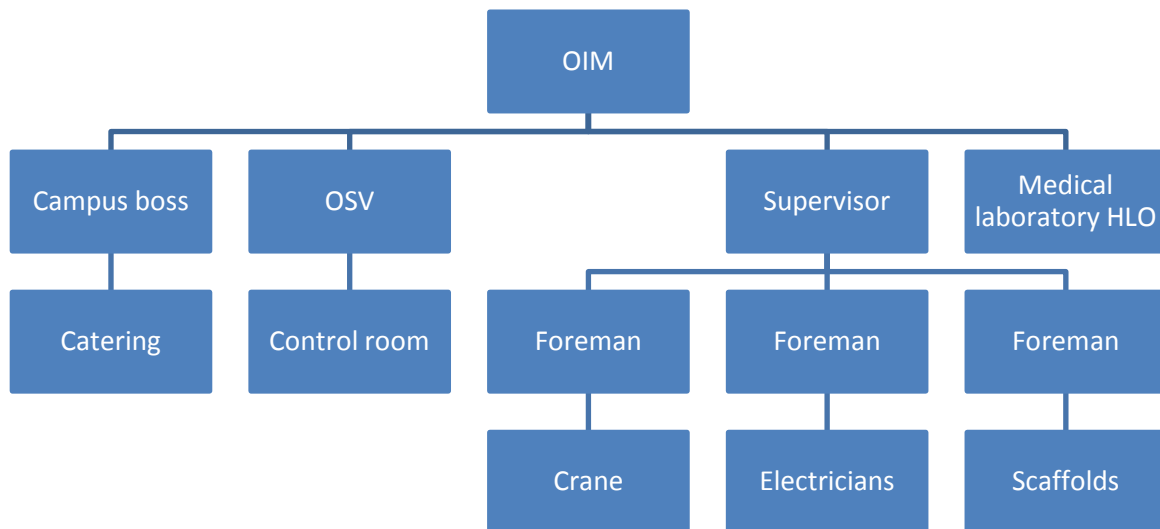 OIM
Campus boss
OSV
Supervisor
Medical
laboratory HLO
Catering
Control room
Foreman
Foreman
Foreman
Crane
Electricians
Scaffolds